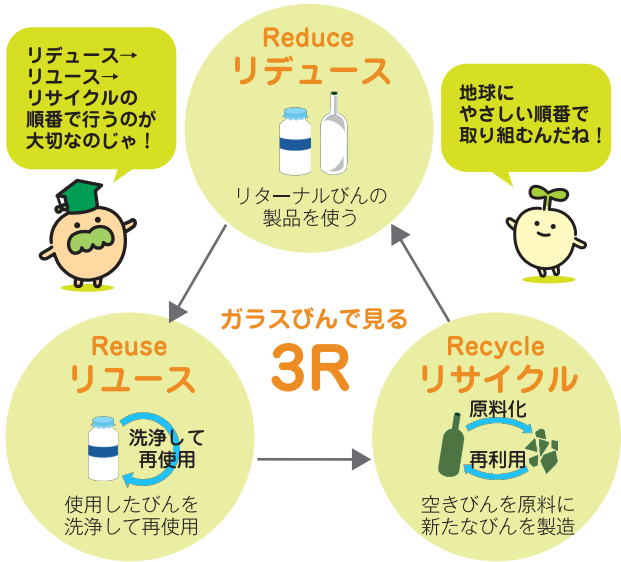 リデュース→
リユース→
リサイクルの
順番で行うのが
大切なのじゃ！
Reduce
リデュース
リターナルびんの
製品を使う
地球に
やさしい順番で
取り組むんだね！
ガラスびんで見る
3R
Reuse
リユース
洗浄して
再使用
使用したびんを
洗浄して再使用
Recycle
リサイクル
原料化
再利用
空きびんを原料に
新たなびんを製造